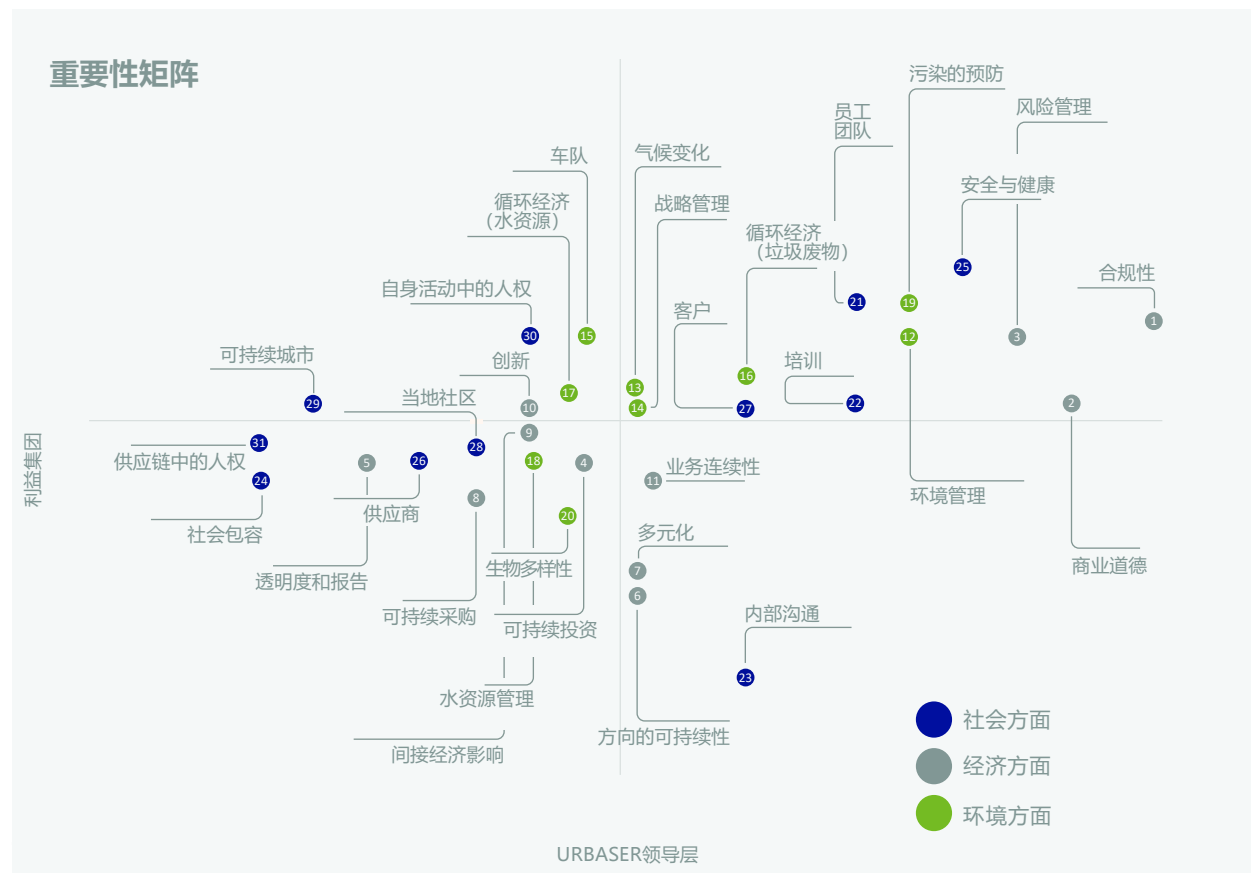 重要性矩阵
污染的预防
风险管理
员工
团队
车队
气候变化
安全与健康
循环经济
（水资源）
战略管理
循环经济
（垃圾废物）
合规性
25
自身活动中的人权
21
19
客户
1
30
15
12
3
可持续城市
创新
培训
16
13
17
当地社区
29
10
14
27
22
2
利益集团
9
31
28
供应链中的人权
5
26
18
4
业务连续性
24
11
8
环境管理
供应商
20
社会包容
多元化
生物多样性
7
商业道德
透明度和报告
6
可持续采购
内部沟通
可持续投资
23
水资源管理
社会方面
方向的可持续性
间接经济影响
经济方面
环境方面
URBASER领导层